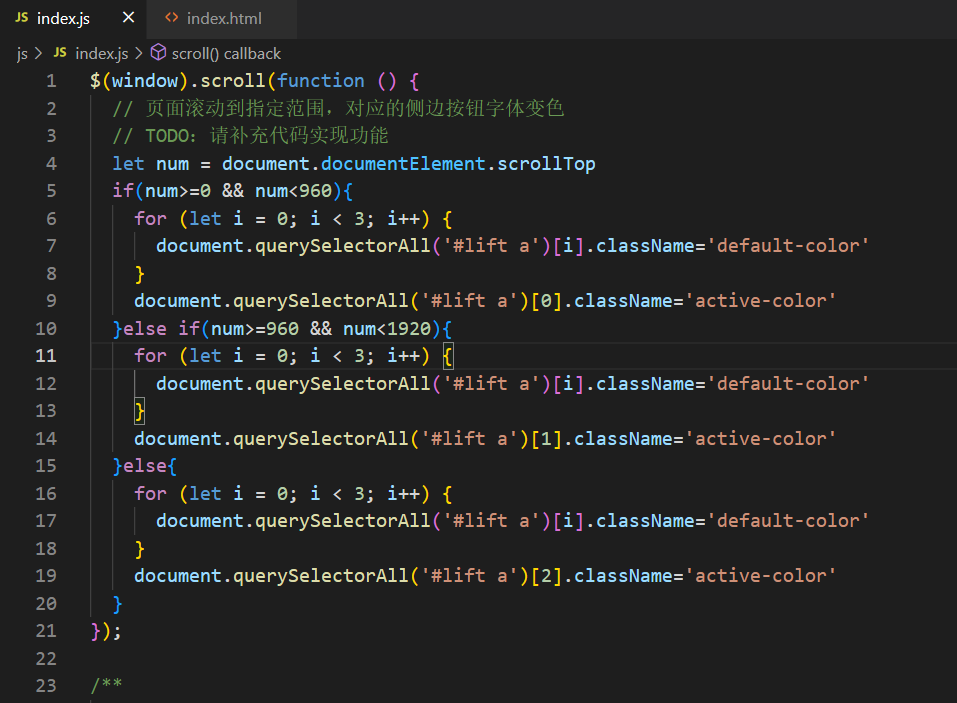 JS index.js × <> index.html
js > JS index.js > scroll() callback
1 $(window).scroll(function () {
2 // 页面滚动到指定范围，对应的侧边按钮字体变色
3 // TODO：请补充代码实现功能
4 let num = document.documentElement.scrollTop
5 if(num>=0 && num<960){
6 for (let i = 0; i < 3; i++) {
7 document.querySelectorAll('#lift a')[i].className='default-color'
8 }
9 document.querySelectorAll('#lift a')[0].className='active-color'
10 }else if(num>=960 && num<1920){
11 for (let i = 0; i < 3; i++) {
12 document.querySelectorAll('#lift a')[i].className='default-color'
13 }
14 document.querySelectorAll('#lift a')[1].className='active-color'
15 }else{
16 for (let i = 0; i < 3; i++) {
17 document.querySelectorAll('#lift a')[i].className='default-color'
18 }
19 document.querySelectorAll('#lift a')[2].className='active-color'
20 }
21 });
22
23 /**